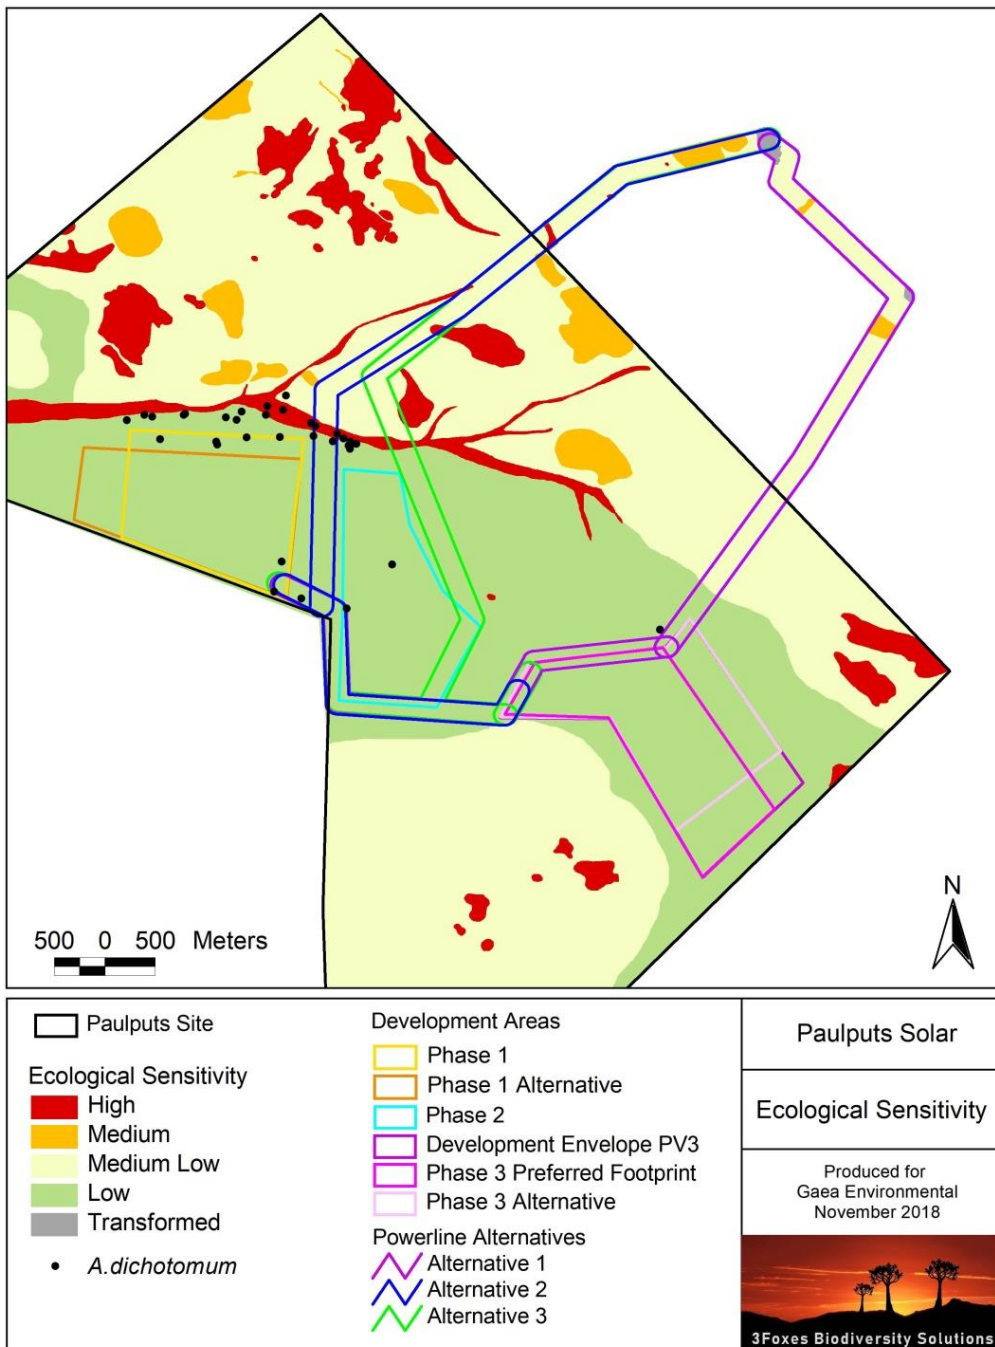 N
500 0 500 Meters
Paulputs Site
Ecological Sensitivity
High
Medium
Medium Low
Low
Transformed
A.dichotomum
Development Areas
Phase 1
Phase 1 Alternative
Phase 2
Development Envelope PV3
Phase 3 Preferred Footprint
Phase 3 Alternative
Powerline Alternatives
Alternative 1
Alternative 2
Alternative 3
Paulputs Solar
Ecological Sensitivity
Produced for
Gaea Environmental
November 2018
3Foxes Biodiversity Solutions